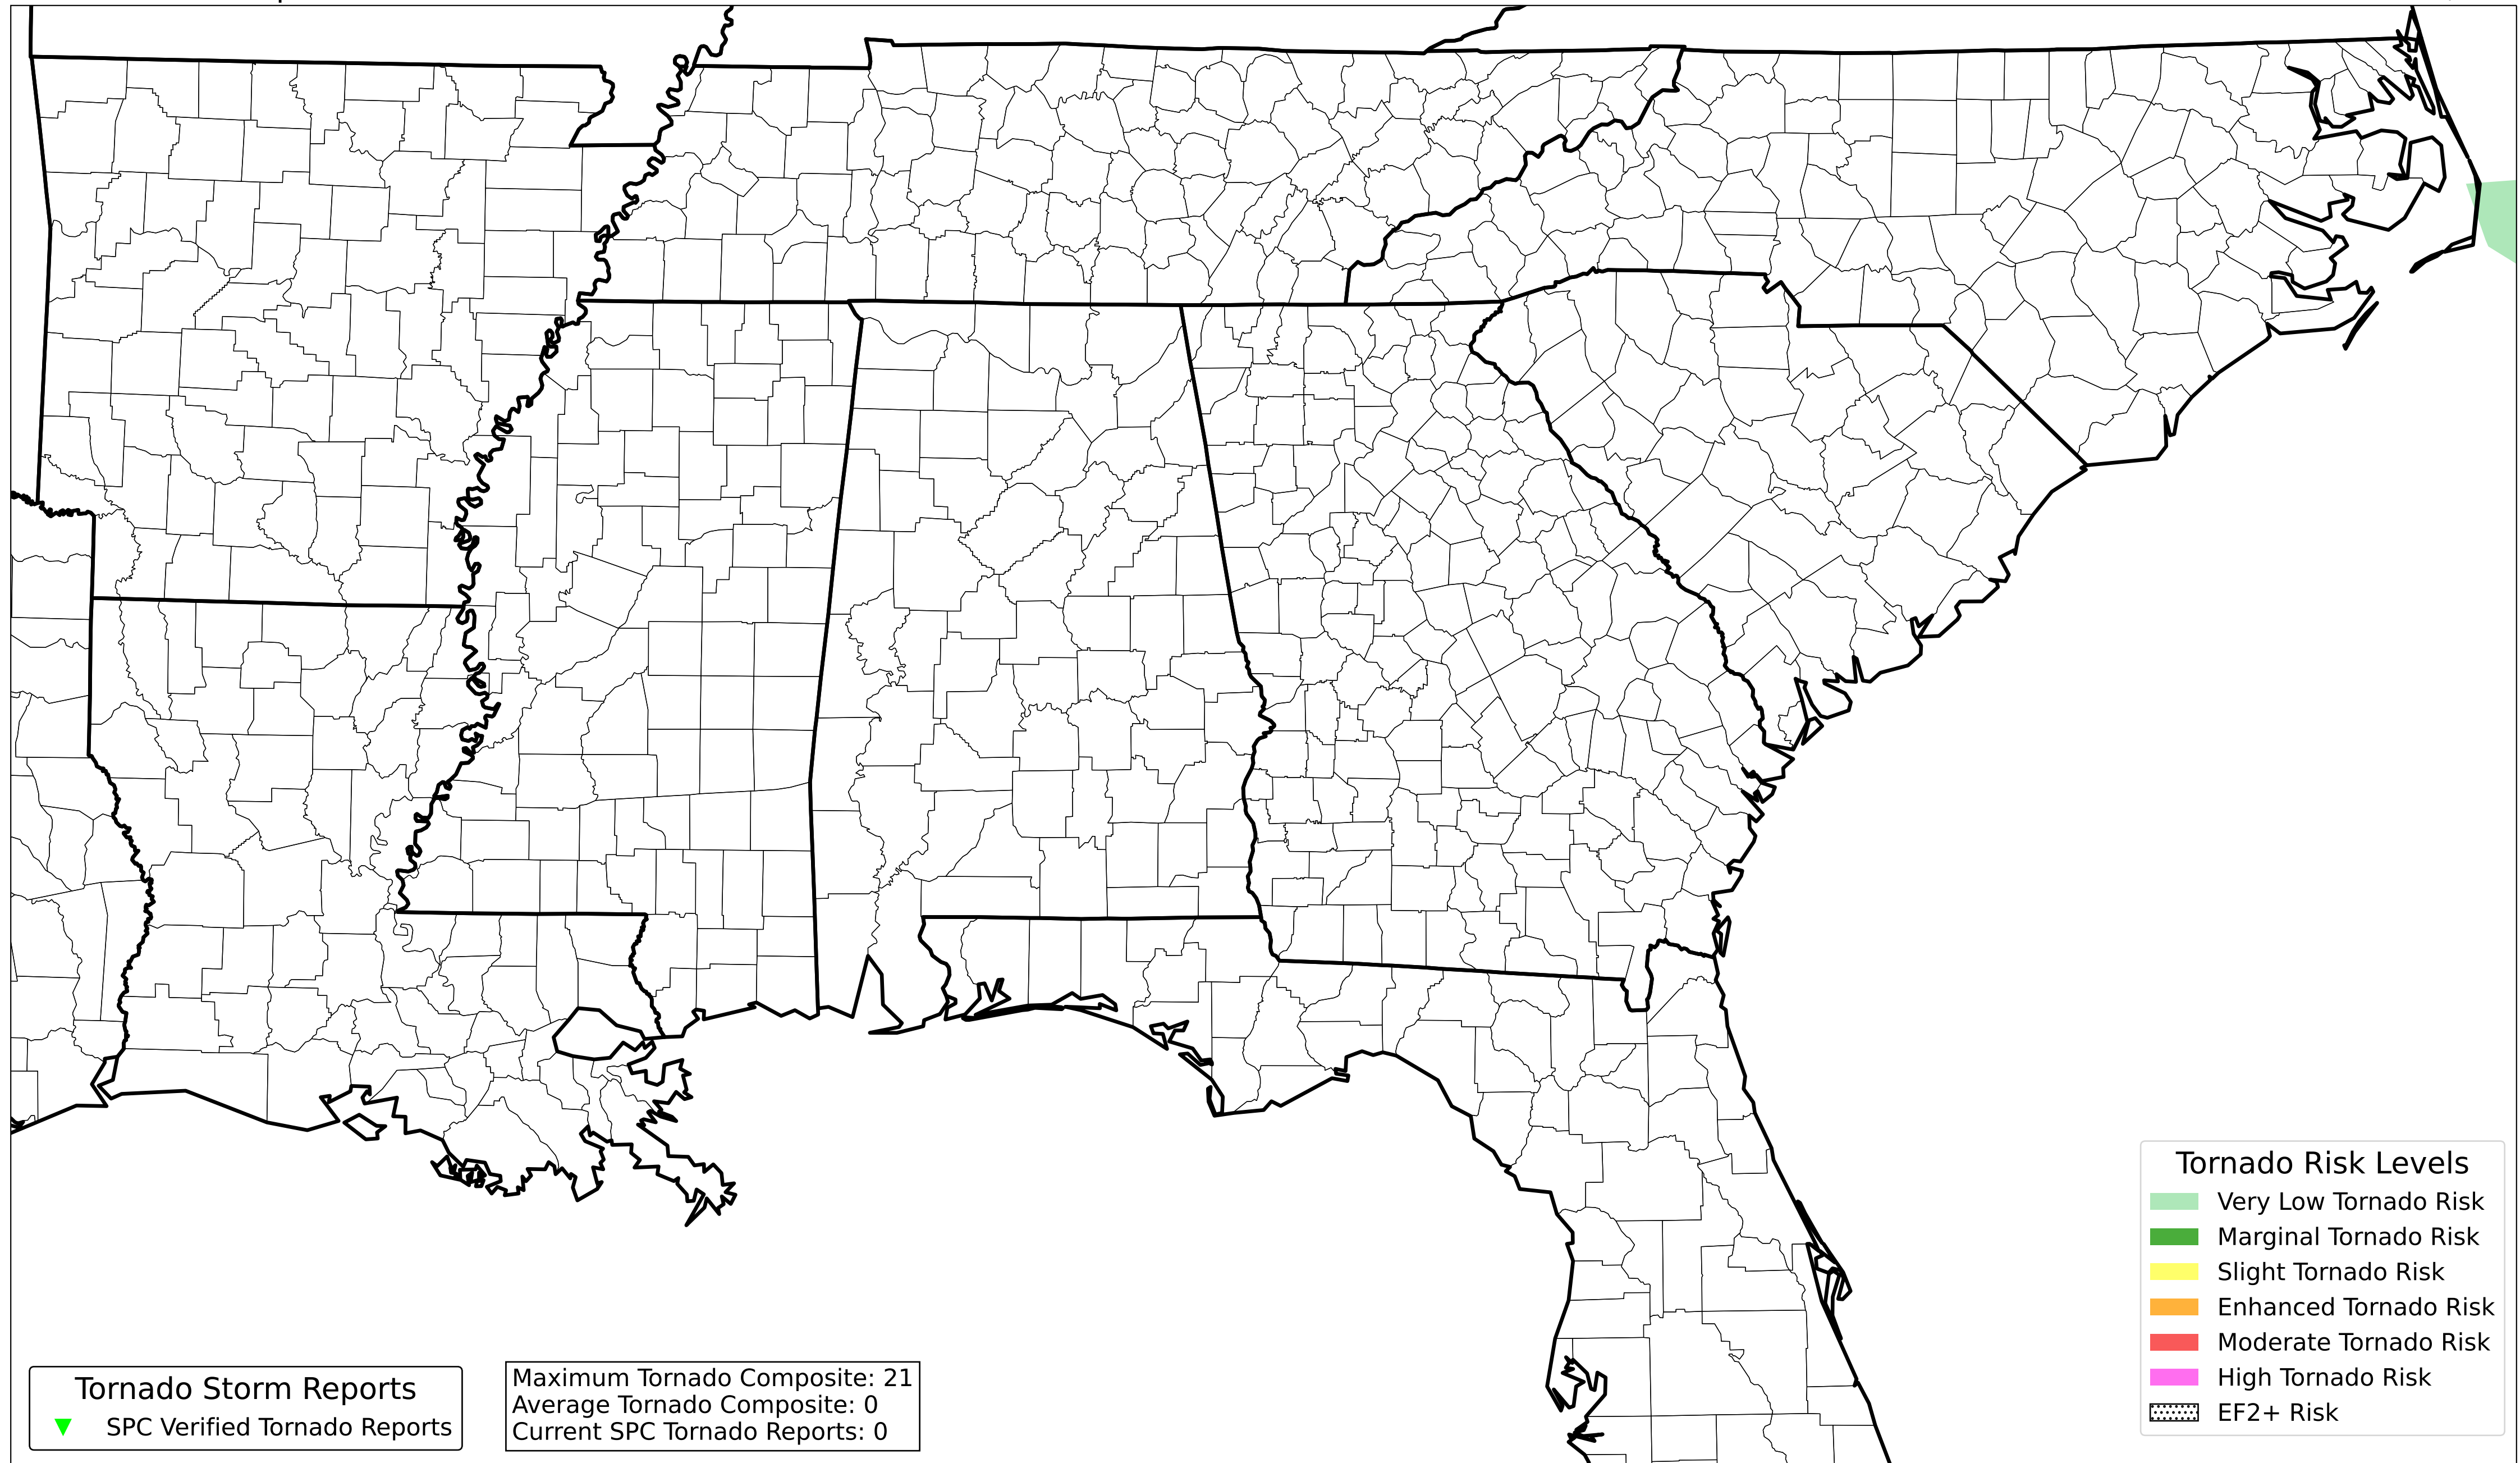 Tornado Storm Reports
SPC Verified Tornado Reports
Maximum Tornado Composite: 21
Average Tornado Composite: 0
Current SPC Tornado Reports: 0
Tornado Risk Levels
Very Low Tornado Risk
Marginal Tornado Risk
Slight Tornado Risk
Enhanced Tornado Risk
Moderate Tornado Risk
High Tornado Risk
EF2+ Risk